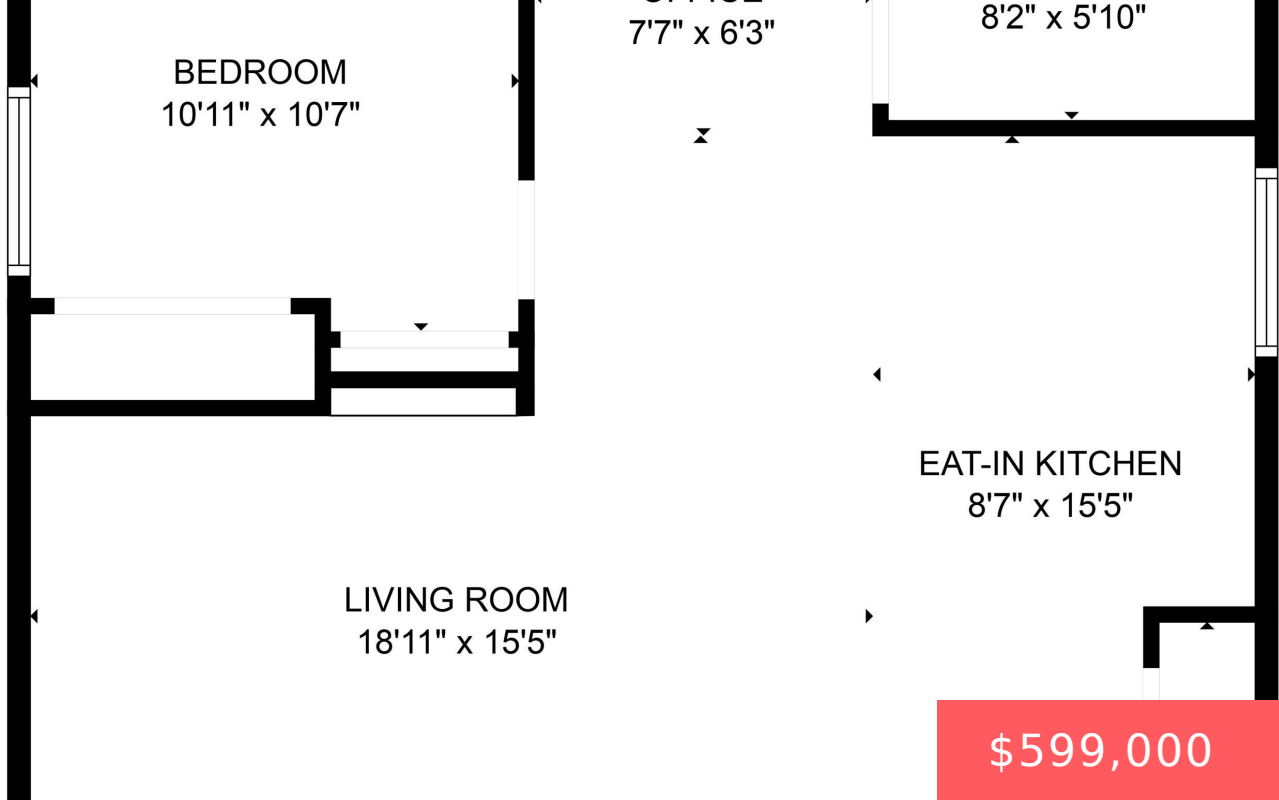 7'7" x 6'3"
8'2" x 5'10"
BEDROOM
10'11" x 10'7"
EAT-IN KITCHEN
8'7" x 15'5"
LIVING ROOM
18'11" x 15'5"
$599,000